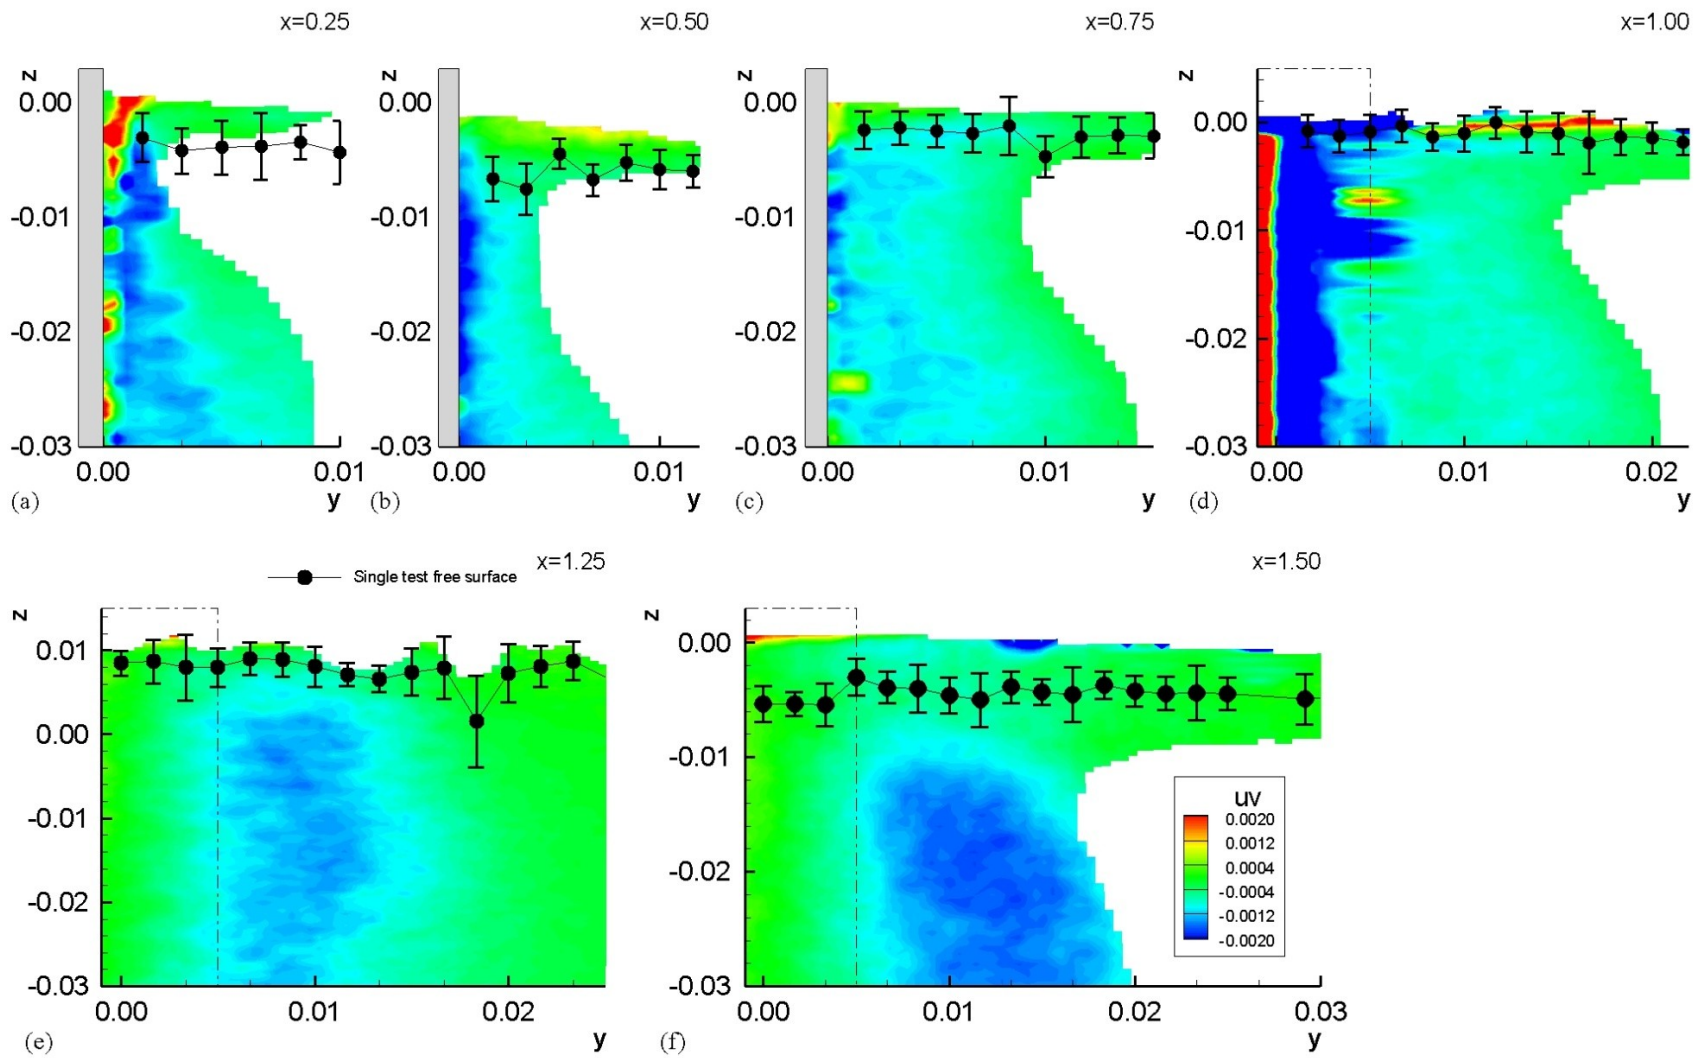 x=0.25
x=0.50
x=0.75
x=1.00
z
0.00
-0.01
-0.02
-0.03
0.00
0.01
y
(a)
z
0.00
-0.01
-0.02
-0.03
0.00
0.01
y
(b)
z
0.00
-0.01
-0.02
-0.03
0.00
0.01
y
(c)
z
0.00
-0.01
-0.02
-0.03
0.00
0.01
0.02
y
(d)
Single test free surface
x=1.25
z
0.01
0.00
-0.01
-0.02
-0.03
0.00
0.01
0.02
y
(e)
x=1.50
z
0.00
-0.01
-0.02
-0.03
0.00
0.01
0.02
0.03
y
(f)
uv
0.0020
0.0012
0.0004
-0.0004
-0.0012
-0.0020